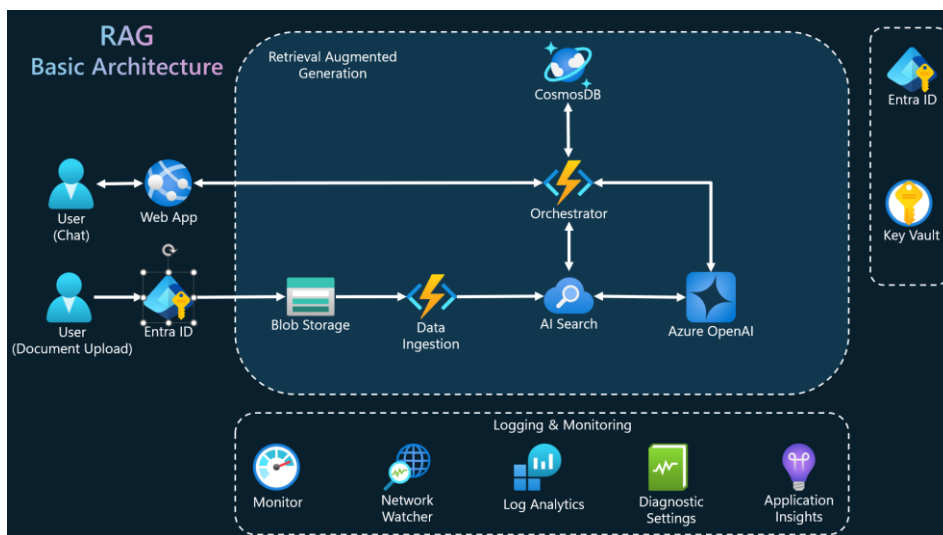 RAG
Basic Architecture
Retrieval Augmented
Generation
CosmosDB
Entra ID
User
(Chat)
Web App
Orchestrator
Key Vault
User
(Document Upload)
Entra ID
Blob Storage
Data
Ingestion
AI Search
Azure OpenAI
Logging & Monitoring
Monitor
Network
Watcher
Log Analytics
Diagnostic
Settings
Application
Insights